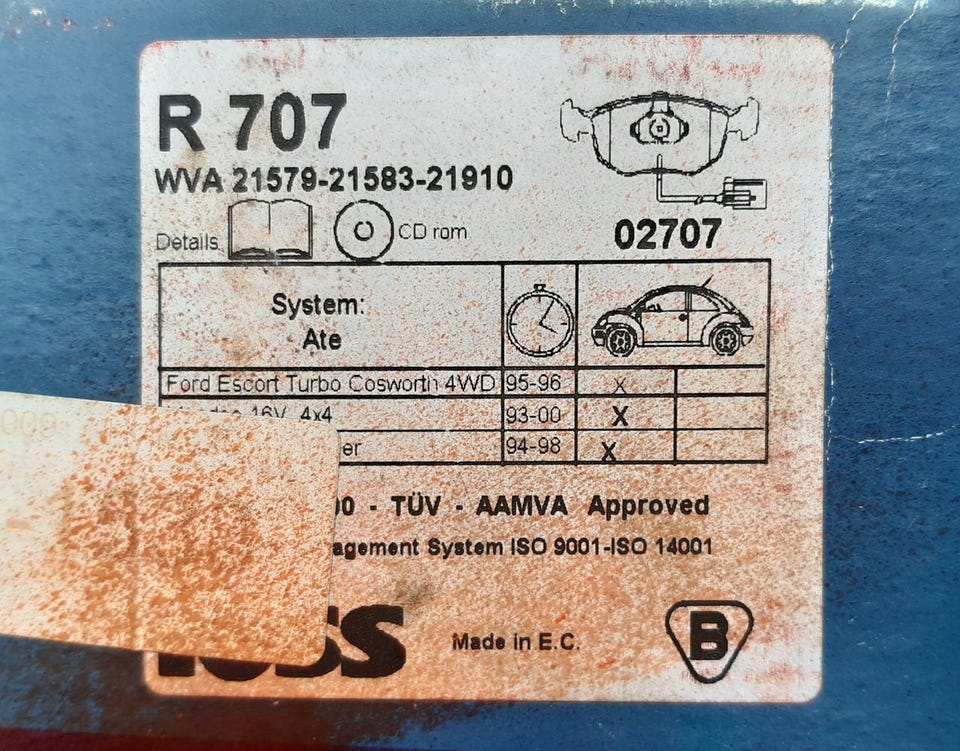 R 707
WVA 21579-21583-21910
Details CD rom
02707
System:
Ate
Ford Escort Turbo Cosworth 4WD 95-96 X
16V 4x4 93-00 X
er 94-98 X
00 - TÜV - AAMVA Approved
agement System ISO 9001-ISO 14001
Made in E.C.
B